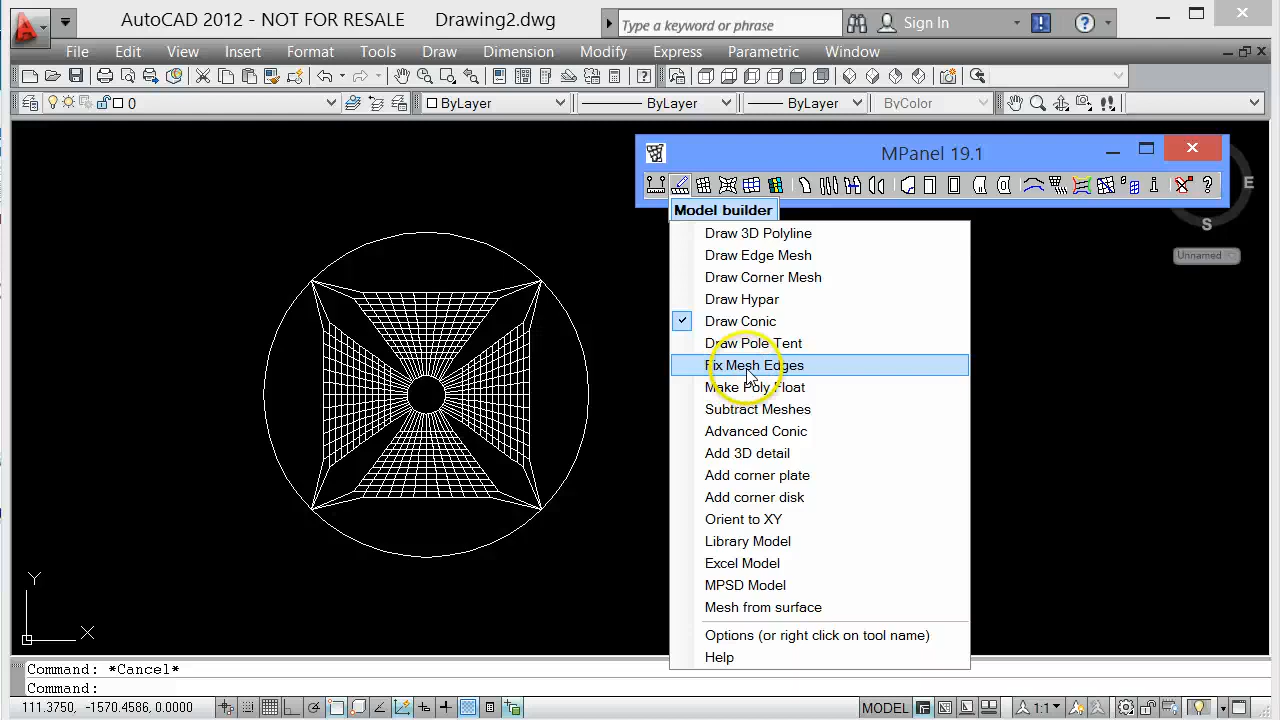 AutoCAD 2012 - NOT FOR RESALE Drawing2.dwg
Type a keyword or phrase
Sign In
File Edit View Insert Format Tools Draw Dimension Modify Express Parametric Window
0
ByLayer ByLayer ByLayer ByColor
MPanel 19.1
E
S
Unnamed
Model builder
Draw 3D Polyline
Draw Edge Mesh
Draw Corner Mesh
Draw Hypar
Draw Conic
Draw Pole Tent
Fix Mesh Edges
Make Poly Float
Subtract Meshes
Advanced Conic
Add 3D detail
Add corner plate
Add corner disk
Orient to XY
Library Model
Excel Model
MPSD Model
Mesh from surface
Options (or right click on tool name)
Help
Y
X
Command: *Cancel*
Command:
111.3750, -1570.4586, 0.0000
MODEL
1:1